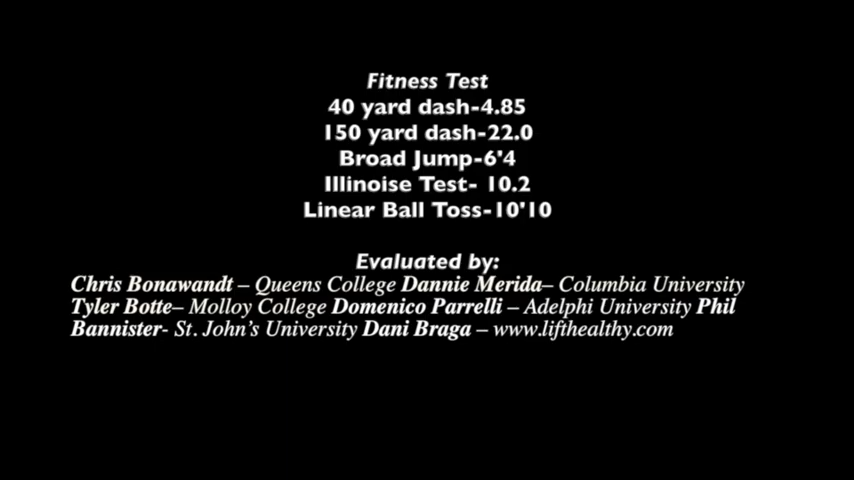 Fitness Test
40 yard dash-4.85
150 yard dash-22.0
Broad Jump-6'4
Illinoise Test- 10.2
Linear Ball Toss-10'10
Evaluated by:
Chris Bonawandt – Queens College Dannie Merida– Columbia University
Tyler Botte– Molloy College Domenico Parrelli – Adelphi University Phil
Bannister- St. John’s University Dani Braga – www.lifthealthy.com